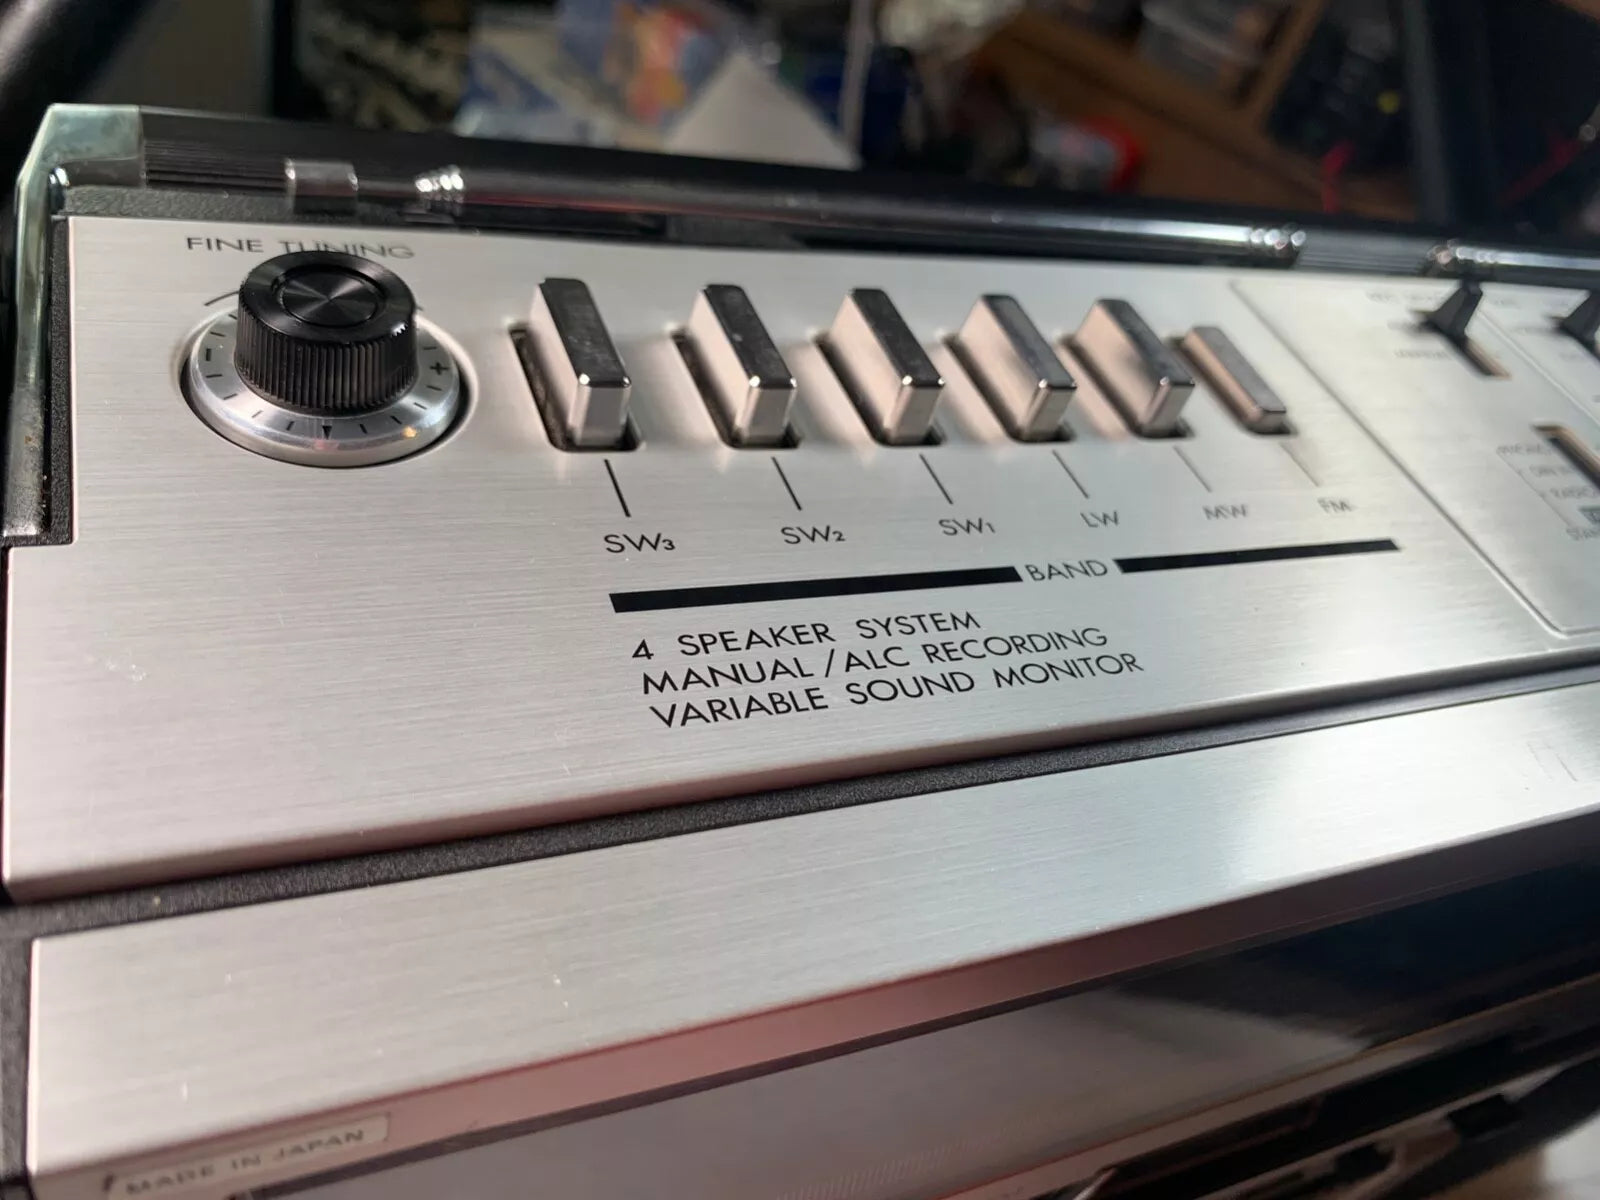 FINE TUNING
- +
SW3 SW2 SW1 LW MW FM
BAND
4 SPEAKER SYSTEM
MANUAL/ALC RECORDING
VARIABLE SOUND MONITOR
MADE IN JAPAN